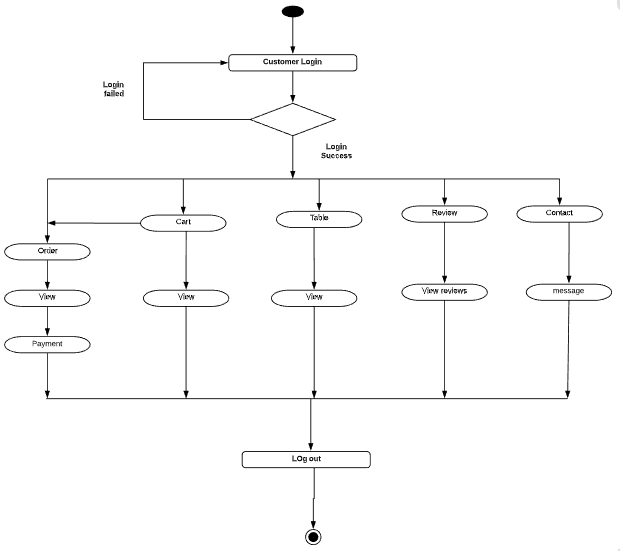 Customer Login
Login
failed
Login
Success
Cart
Table
Review
Contact
Order
View
View
View
View reviews
message
Payment
LOg out